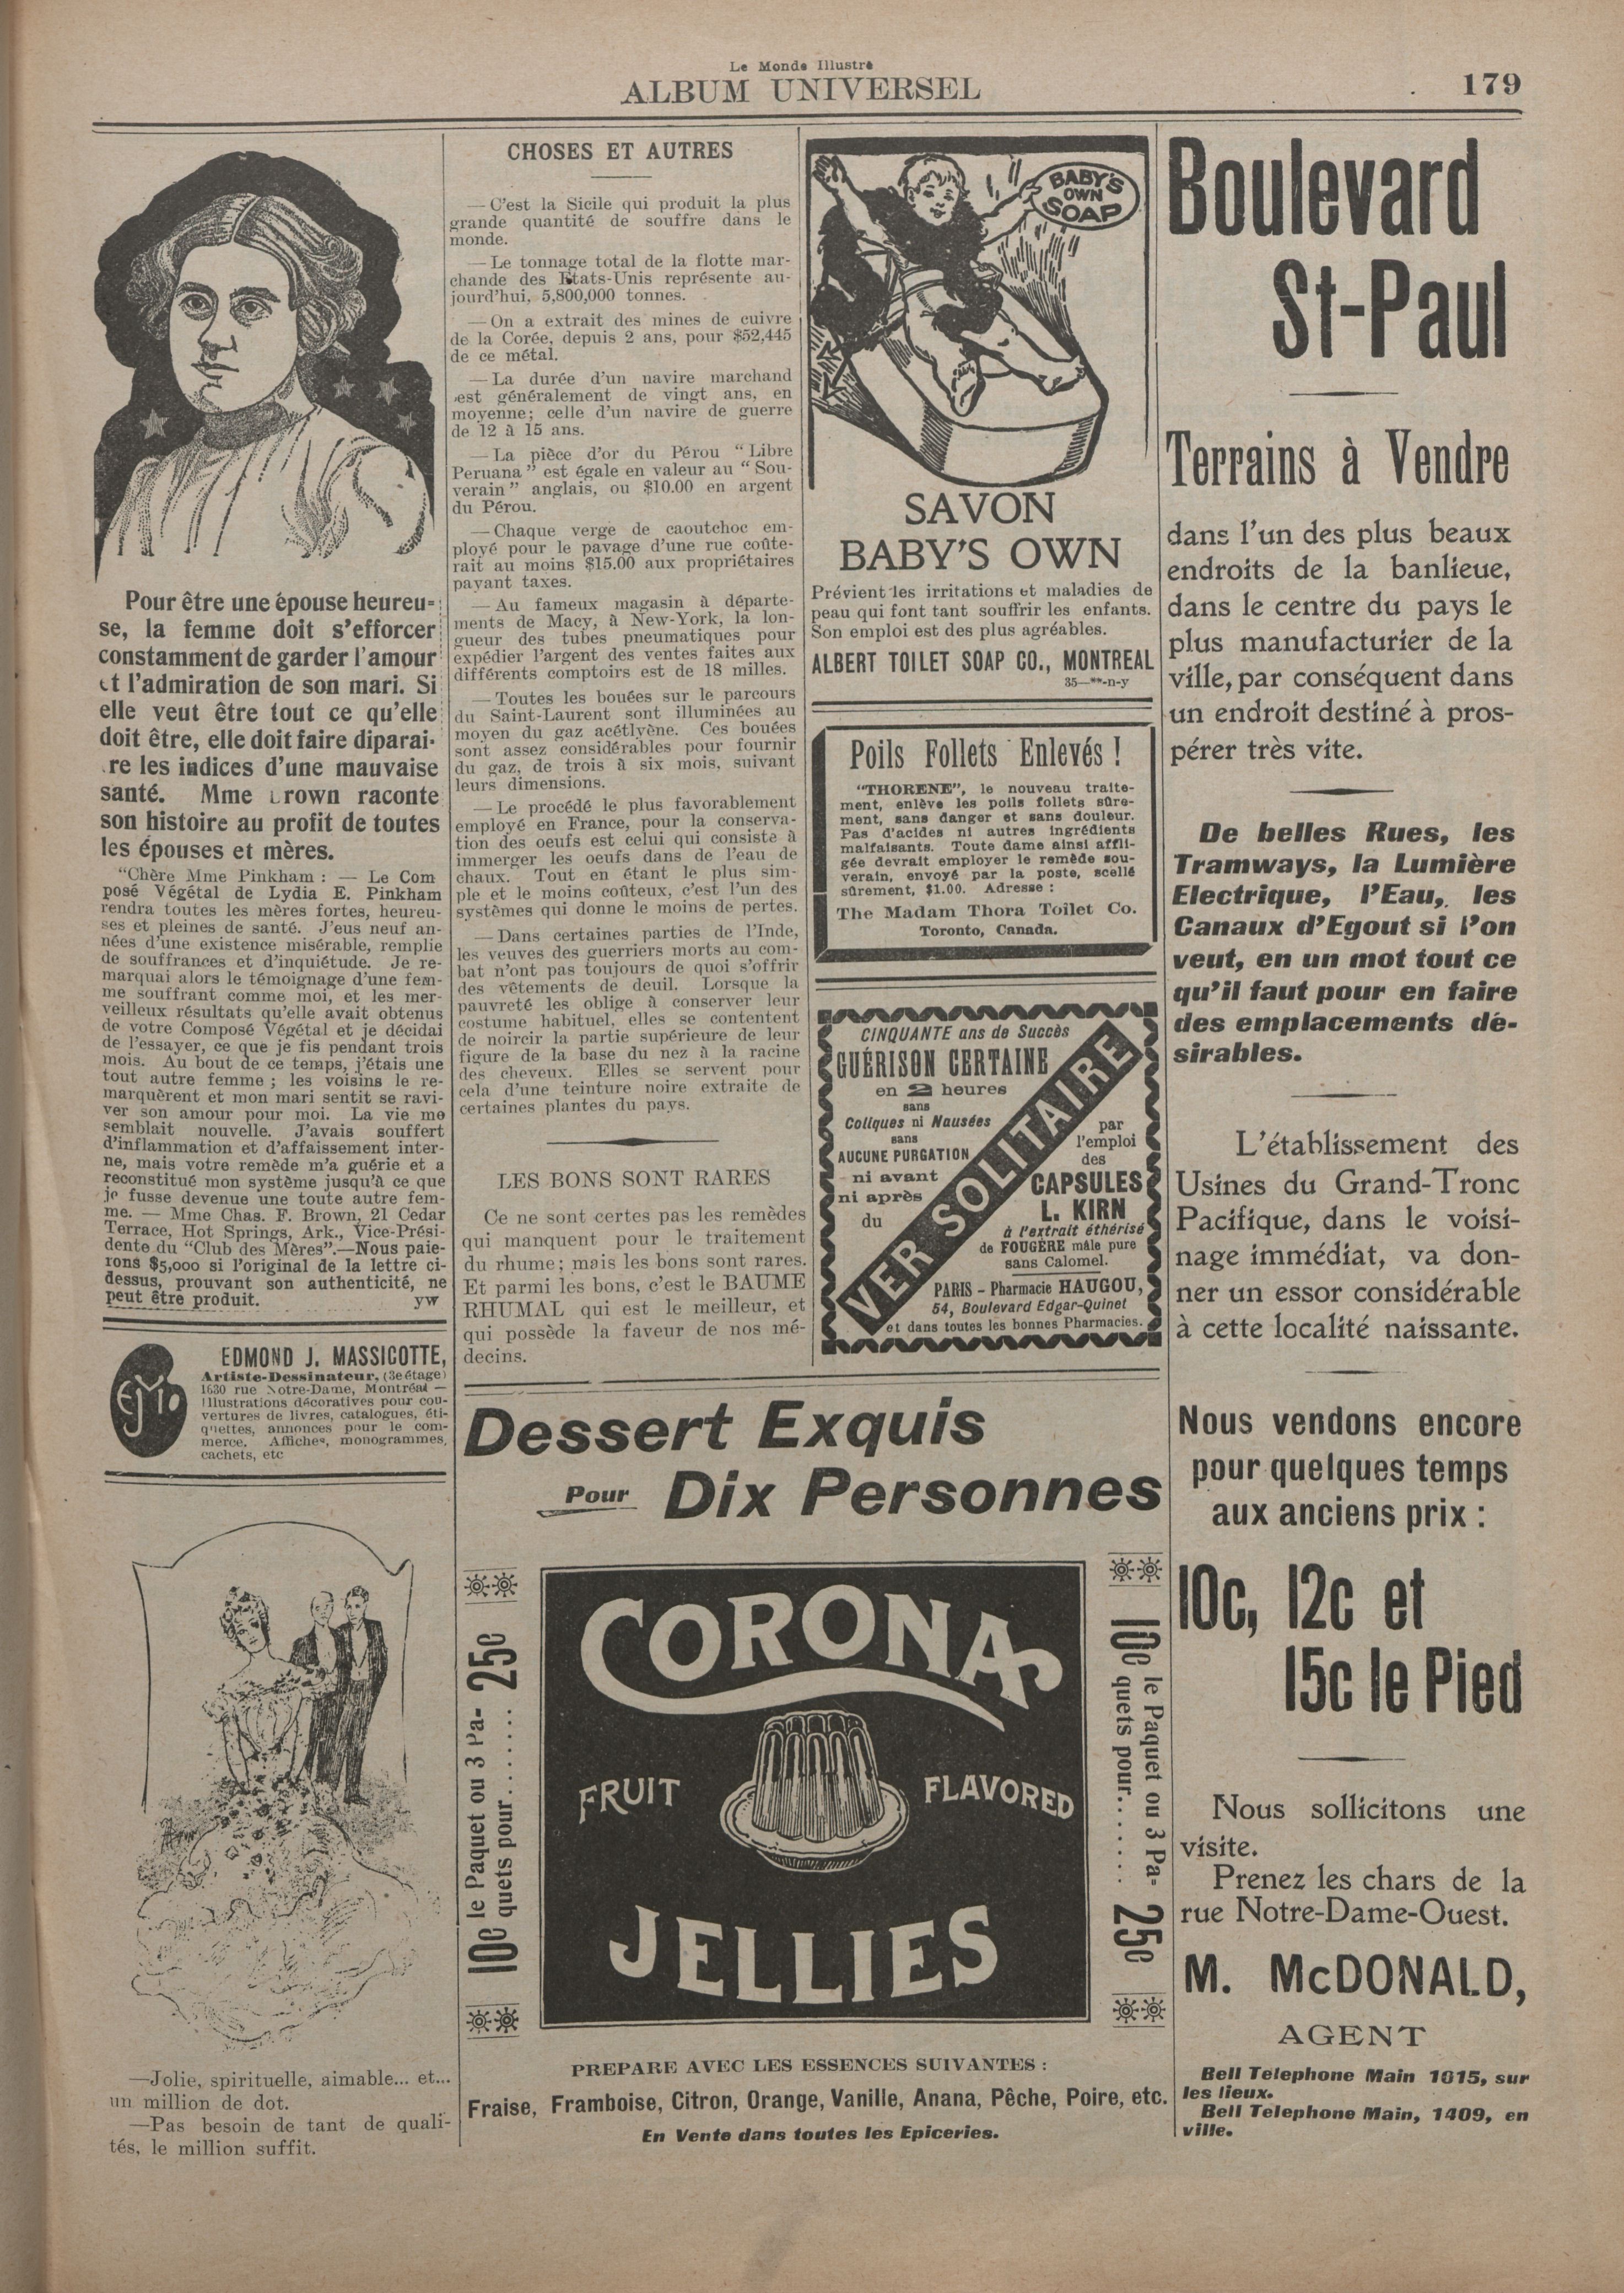 Le Monde Illustré
ALBUM UNIVERSEL
179
Pour être une épouse heureu-
se, la femme doit s'efforcer
constamment de garder l'amour
et l'admiration de son mari. Si
elle veut être tout ce qu'elle
doit être, elle doit faire diparai-
re les indices d'une mauvaise
santé. Mme Brown raconte
son histoire au profit de toutes
les épouses et mères.
"Chère Mme Pinkham : — Le Com
posé Végétal de Lydia E. Pinkham
rendra toutes les mères fortes, heureu-
ses et pleines de santé. J'eus neuf an-
nées d'une existence misérable, remplie
de souffrances et d'inquiétude. Je re-
marquai alors le témoignage d'une fem-
me souffrant comme moi, et les mer-
veilleux résultats qu'elle avait obtenus
de votre Composé Végétal et je décidai
de l'essayer, ce que je fis pendant trois
mois. Au bout de ce temps, j'étais une
tout autre femme ; les voisins le re-
marquèrent et mon mari sentit se ravi-
ver son amour pour moi. La vie me
semblait nouvelle. J'avais souffert
d'inflammation et d'affaissement inter-
ne, mais votre remède m'a guérie et a
reconstitué mon système jusqu'à ce que
je fusse devenue une toute autre fem-
me. — Mme Chas. F. Brown, 21 Cedar
Terrace, Hot Springs, Ark., Vice-Prési-
dente du "Club des Mères".—Nous paie-
rons $5,000 si l'original de la lettre ci-
dessus, prouvant son authenticité, ne
peut être produit. yw
EMJ
EDMOND J. MASSICOTTE,
Artiste-Dessinateur, (3e étage)
1630 rue Notre-Dame, Montréal —
Illustrations décoratives pour cou-
vertures de livres, catalogues, éti-
quettes, annonces pour le com-
merce. Affiches, monogrammes,
cachets, etc
—Jolie, spirituelle, aimable... et...
un million de dot.
—Pas besoin de tant de quali-
tés, le million suffit.
CHOSES ET AUTRES
— C'est la Sicile qui produit la plus
grande quantité de souffre dans le
monde.
— Le tonnage total de la flotte mar-
chande des Etats-Unis représente au-
jourd'hui, 5,800,000 tonnes.
— On a extrait des mines de cuivre
de la Corée, depuis 2 ans, pour $52,445
de ce métal.
— La durée d'un navire marchand
est généralement de vingt ans, en
moyenne; celle d'un navire de guerre
de 12 à 15 ans.
— La pièce d'or du Pérou "Libre
Peruana" est égale en valeur au "Sou-
verain" anglais, ou $10.00 en argent
du Pérou.
— Chaque verge de caoutchoc em-
ployé pour le pavage d'une rue coûte-
rait au moins $15.00 aux propriétaires
payant taxes.
— Au fameux magasin à départe-
ments de Macy, à New-York, la lon-
gueur des tubes pneumatiques pour
expédier l'argent des ventes faites aux
différents comptoirs est de 18 milles.
— Toutes les bouées sur le parcours
du Saint-Laurent sont illuminées au
moyen du gaz acétlyène. Ces bouées
sont assez considérables pour fournir
du gaz, de trois à six mois, suivant
leurs dimensions.
— Le procédé le plus favorablement
employé en France, pour la conserva-
tion des oeufs est celui qui consiste à
immerger les oeufs dans de l'eau de
chaux. Tout en étant le plus sim-
ple et le moins coûteux, c'est l'un des
systèmes qui donne le moins de pertes.
— Dans certaines parties de l'Inde,
les veuves des guerriers morts au com-
bat n'ont pas toujours de quoi s'offrir
des vêtements de deuil. Lorsque la
pauvreté les oblige à conserver leur
costume habituel, elles se contentent
de noircir la partie supérieure de leur
figure de la base du nez à la racine
des cheveux. Elles se servent pour
cela d'une teinture noire extraite de
certaines plantes du pays.
LES BONS SONT RARES
Ce ne sont certes pas les remèdes
qui manquent pour le traitement
du rhume; mais les bons sont rares.
Et parmi les bons, c'est le BAUME
RHUMAL qui est le meilleur, et
qui possède la faveur de nos mé-
decins.
BABY'S
OWN
SOAP
SAVON
BABY'S OWN
Prévient les irritations et maladies de
peau qui font tant souffrir les enfants.
Son emploi est des plus agréables.
ALBERT TOILET SOAP CO., MONTREAL
35—**-n-y
Poils Follets Enlevés !
"THORENE", le nouveau traite-
ment, enlève les poils follets sûre-
ment, sans danger et sans douleur.
Pas d'acides ni autres ingrédients
malfaisants. Toute dame ainsi affli-
gée devrait employer le remède sou-
verain, envoyé par la poste, scellé
sûrement, $1.00. Adresse :
The Madam Thora Toilet Co.
Toronto, Canada.
CINQUANTE ans de Succès
GUÉRISON CERTAINE
en 2 heures
sans
Coliques ni Nausées
sans
AUCUNE PURGATION
ni avant
ni après
du
VER SOLITAIRE
par
l'emploi
des
CAPSULES
L. KIRN
à l'extrait éthérisé
de FOUGÈRE mâle pure
sans Calomel.
PARIS - Pharmacie HAUGOU,
54, Boulevard Edgar-Quinet
et dans toutes les bonnes Pharmacies.
Dessert Exquis
Pour Dix Personnes
10c le Paquet ou 3 Pa-
quets pour...... 25c
CORONA
FRUIT FLAVORED
JELLIES
10c le Paquet ou 3 Pa-
quets pour...... 25c
PREPARE AVEC LES ESSENCES SUIVANTES :
Fraise, Framboise, Citron, Orange, Vanille, Anana, Pêche, Poire, etc.
En Vente dans toutes les Epiceries.
Boulevard
St-Paul
Terrains à Vendre
dans l'un des plus beaux
endroits de la banlieue,
dans le centre du pays le
plus manufacturier de la
ville, par conséquent dans
un endroit destiné à pros-
pérer très vite.
De belles Rues, les
Tramways, la Lumière
Electrique, l'Eau, les
Canaux d'Egout si l'on
veut, en un mot tout ce
qu'il faut pour en faire
des emplacements dé-
sirables.
L'établissement des
Usines du Grand-Tronc
Pacifique, dans le voisi-
nage immédiat, va don-
ner un essor considérable
à cette localité naissante.
Nous vendons encore
pour quelques temps
aux anciens prix :
10c, 12c et
15c le Pied
Nous sollicitons une
visite.
Prenez les chars de la
rue Notre-Dame-Ouest.
M. McDONALD,
AGENT
Bell Telephone Main 1015, sur
les lieux.
Bell Telephone Main, 1409, en
ville.